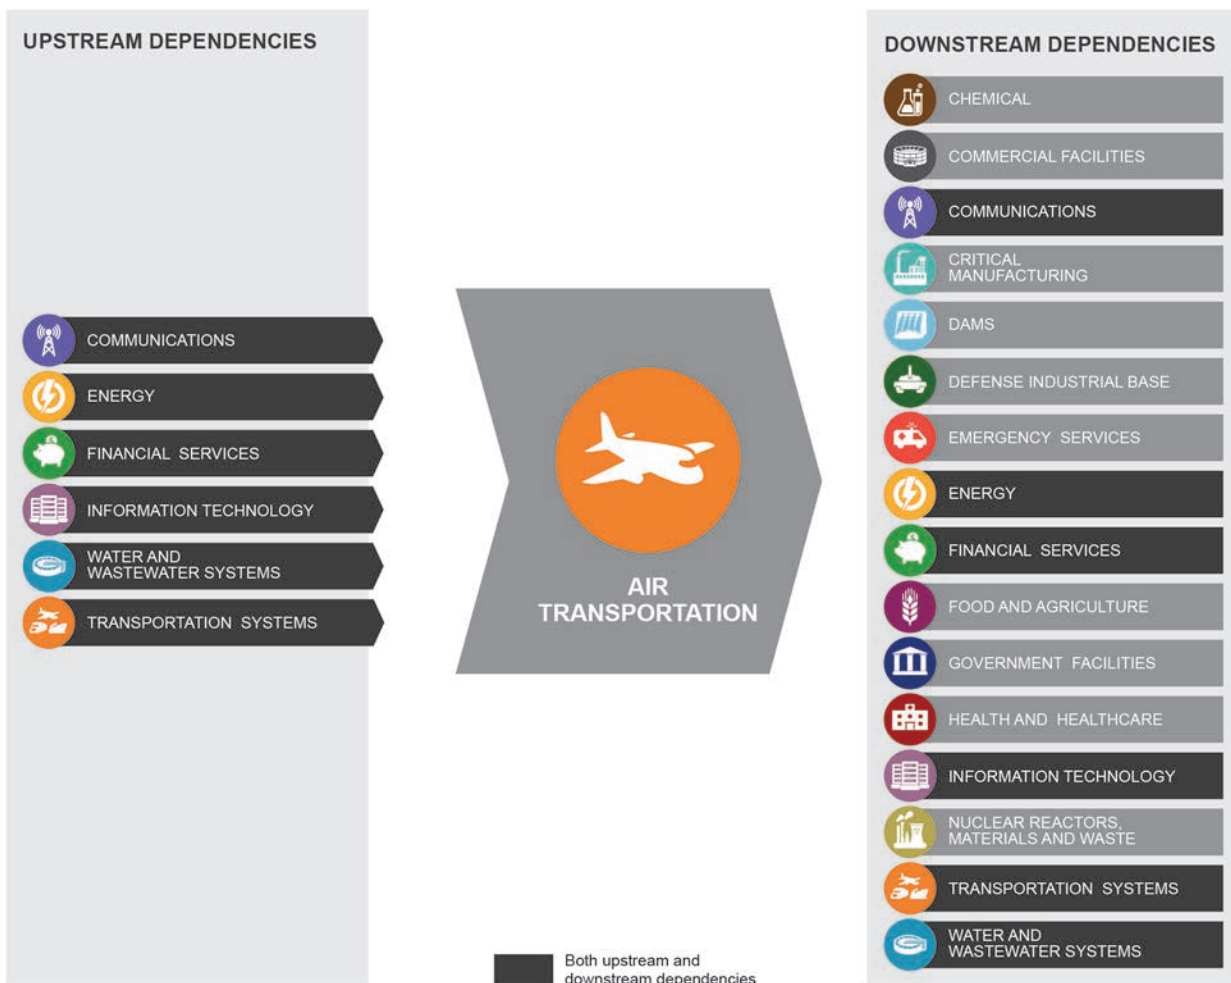 UPSTREAM DEPENDENCIES
COMMUNICATIONS
ENERGY
FINANCIAL SERVICES
INFORMATION TECHNOLOGY
WATER AND
WASTEWATER SYSTEMS
TRANSPORTATION SYSTEMS
AIR
TRANSPORTATION
Both upstream and
downstream dependencies
DOWNSTREAM DEPENDENCIES
CHEMICAL
COMMERCIAL FACILITIES
COMMUNICATIONS
CRITICAL
MANUFACTURING
DAMS
DEFENSE INDUSTRIAL BASE
EMERGENCY SERVICES
ENERGY
FINANCIAL SERVICES
FOOD AND AGRICULTURE
GOVERNMENT FACILITIES
HEALTH AND HEALTHCARE
INFORMATION TECHNOLOGY
NUCLEAR REACTORS,
MATERIALS AND WASTE
TRANSPORTATION SYSTEMS
WATER AND
WASTEWATER SYSTEMS